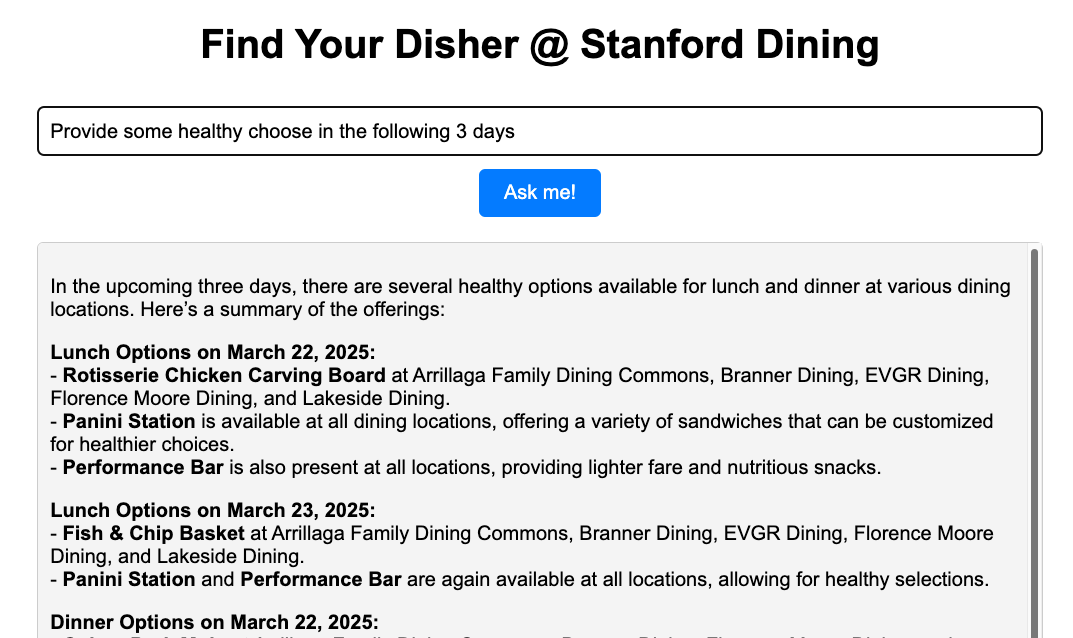 Find Your Disher @ Stanford Dining
Provide some healthy choose in the following 3 days
Ask me!
In the upcoming three days, there are several healthy options available for lunch and dinner at various dining
locations. Here’s a summary of the offerings:
Lunch Options on March 22, 2025:
- Rotisserie Chicken Carving Board at Arrillaga Family Dining Commons, Branner Dining, EVGR Dining,
Florence Moore Dining, and Lakeside Dining.
- Panini Station is available at all dining locations, offering a variety of sandwiches that can be customized
for healthier choices.
- Performance Bar is also present at all locations, providing lighter fare and nutritious snacks.
Lunch Options on March 23, 2025:
- Fish & Chip Basket at Arrillaga Family Dining Commons, Branner Dining, EVGR Dining, Florence Moore
Dining, and Lakeside Dining.
- Panini Station and Performance Bar are again available at all locations, allowing for healthy selections.
Dinner Options on March 22, 2025: